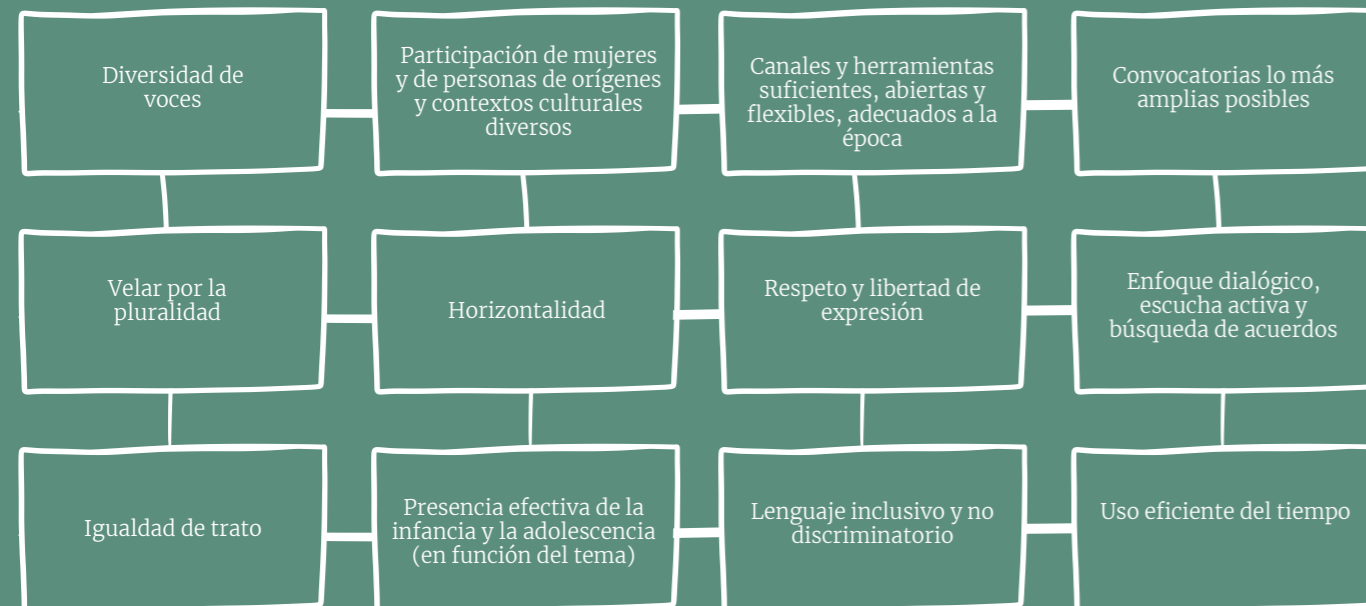 Diversidad de
voces
Participación de mujeres
y de personas de orígenes
y contextos culturales
diversos
Canales y herramientas
suficientes, abiertas y
flexibles, adecuados a la
época
Convocatorias lo más
amplias posibles
Velar por la
pluralidad
Horizontalidad
Respeto y libertad de
expresión
Enfoque dialógico,
escucha activa y
búsqueda de acuerdos
Igualdad de trato
Presencia efectiva de la
infancia y la adolescencia
(en función del tema)
Lenguaje inclusivo y no
discriminatorio
Uso eficiente del tiempo